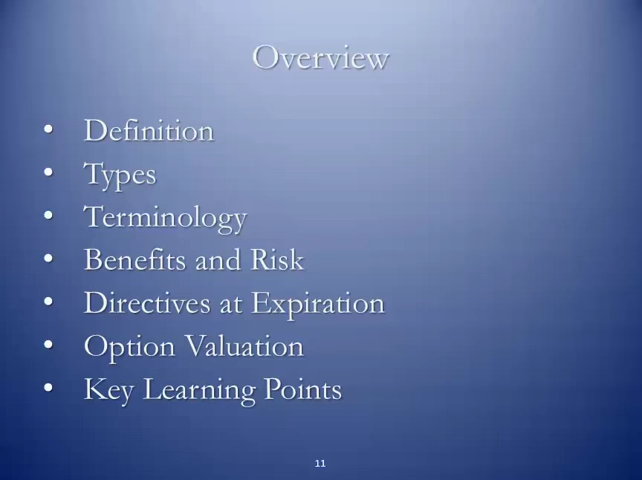 Overview
• Definition
• Types
• Terminology
• Benefits and Risk
• Directives at Expiration
• Option Valuation
• Key Learning Points
11